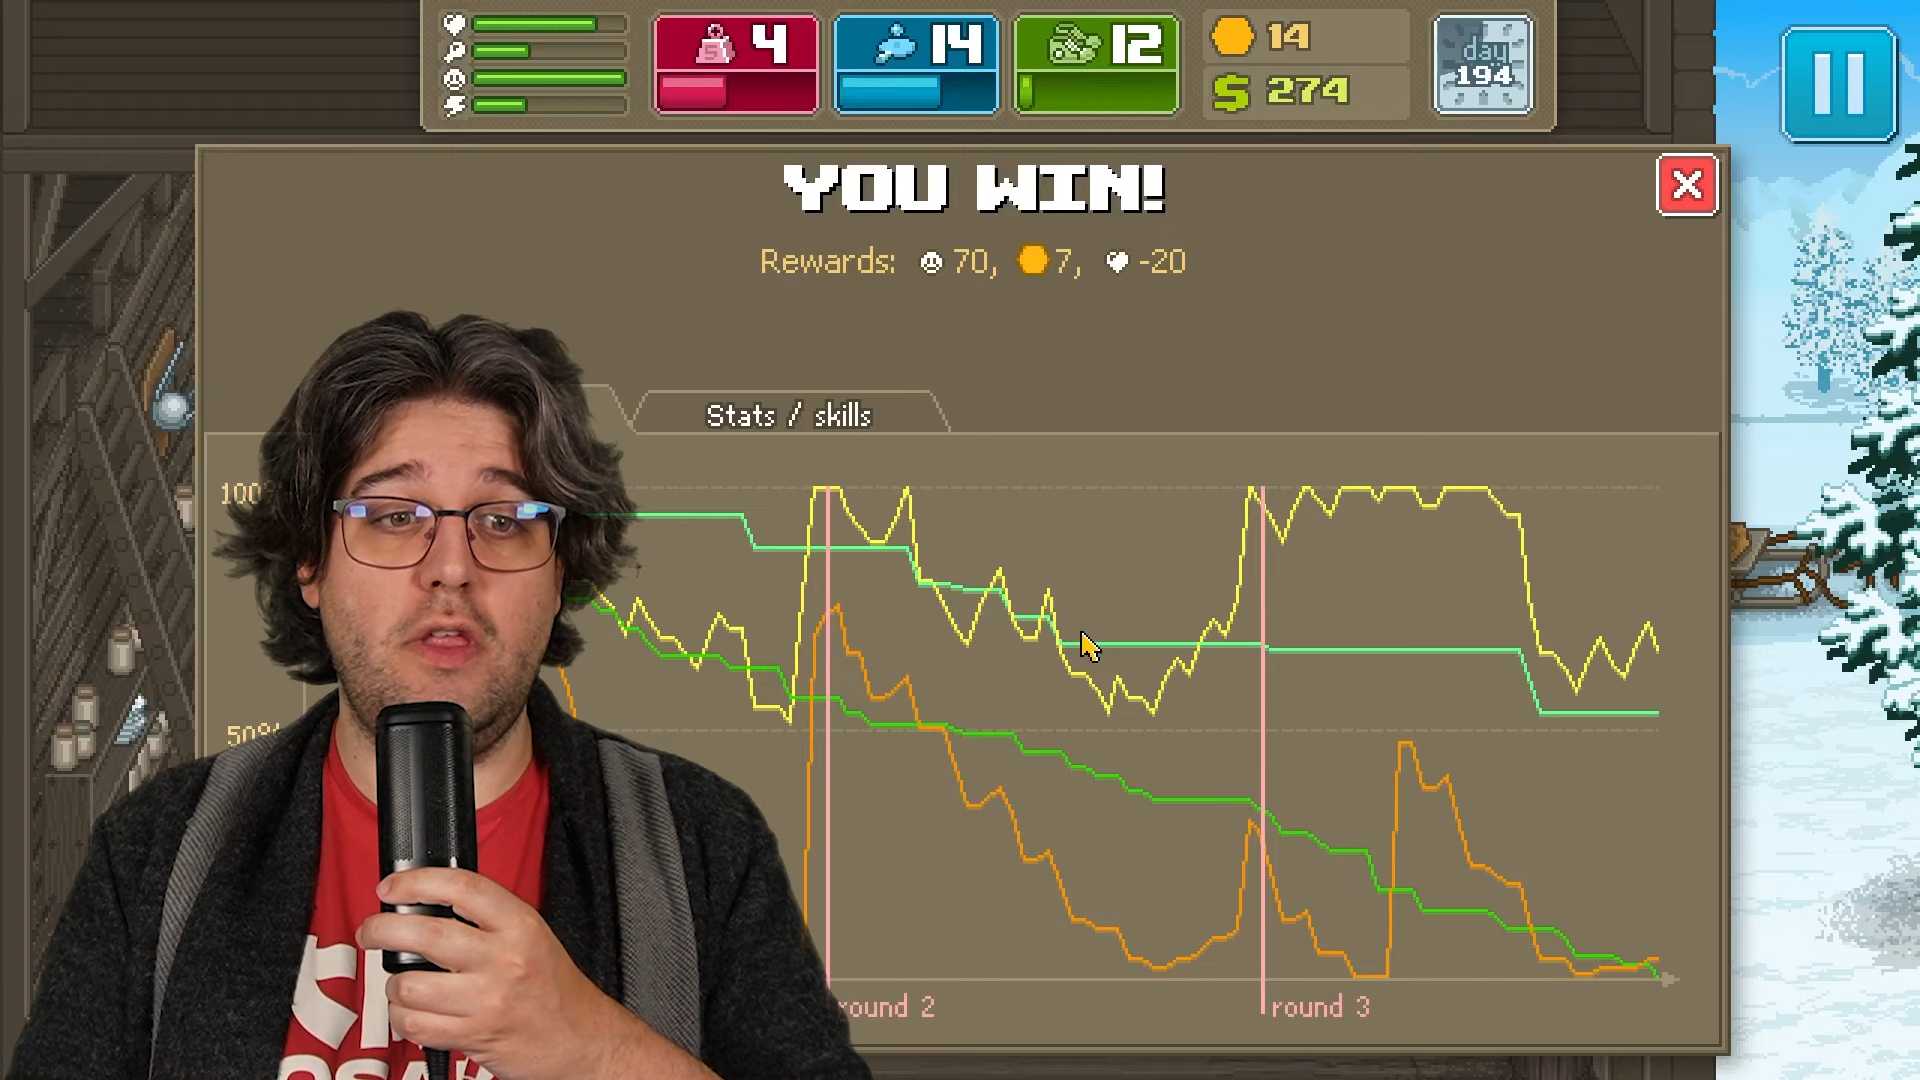 4
14
12
14
274
day
194
YOU WIN!
Rewards: 70, 7, -20
Stats / skills
100
50%
round 2
round 3